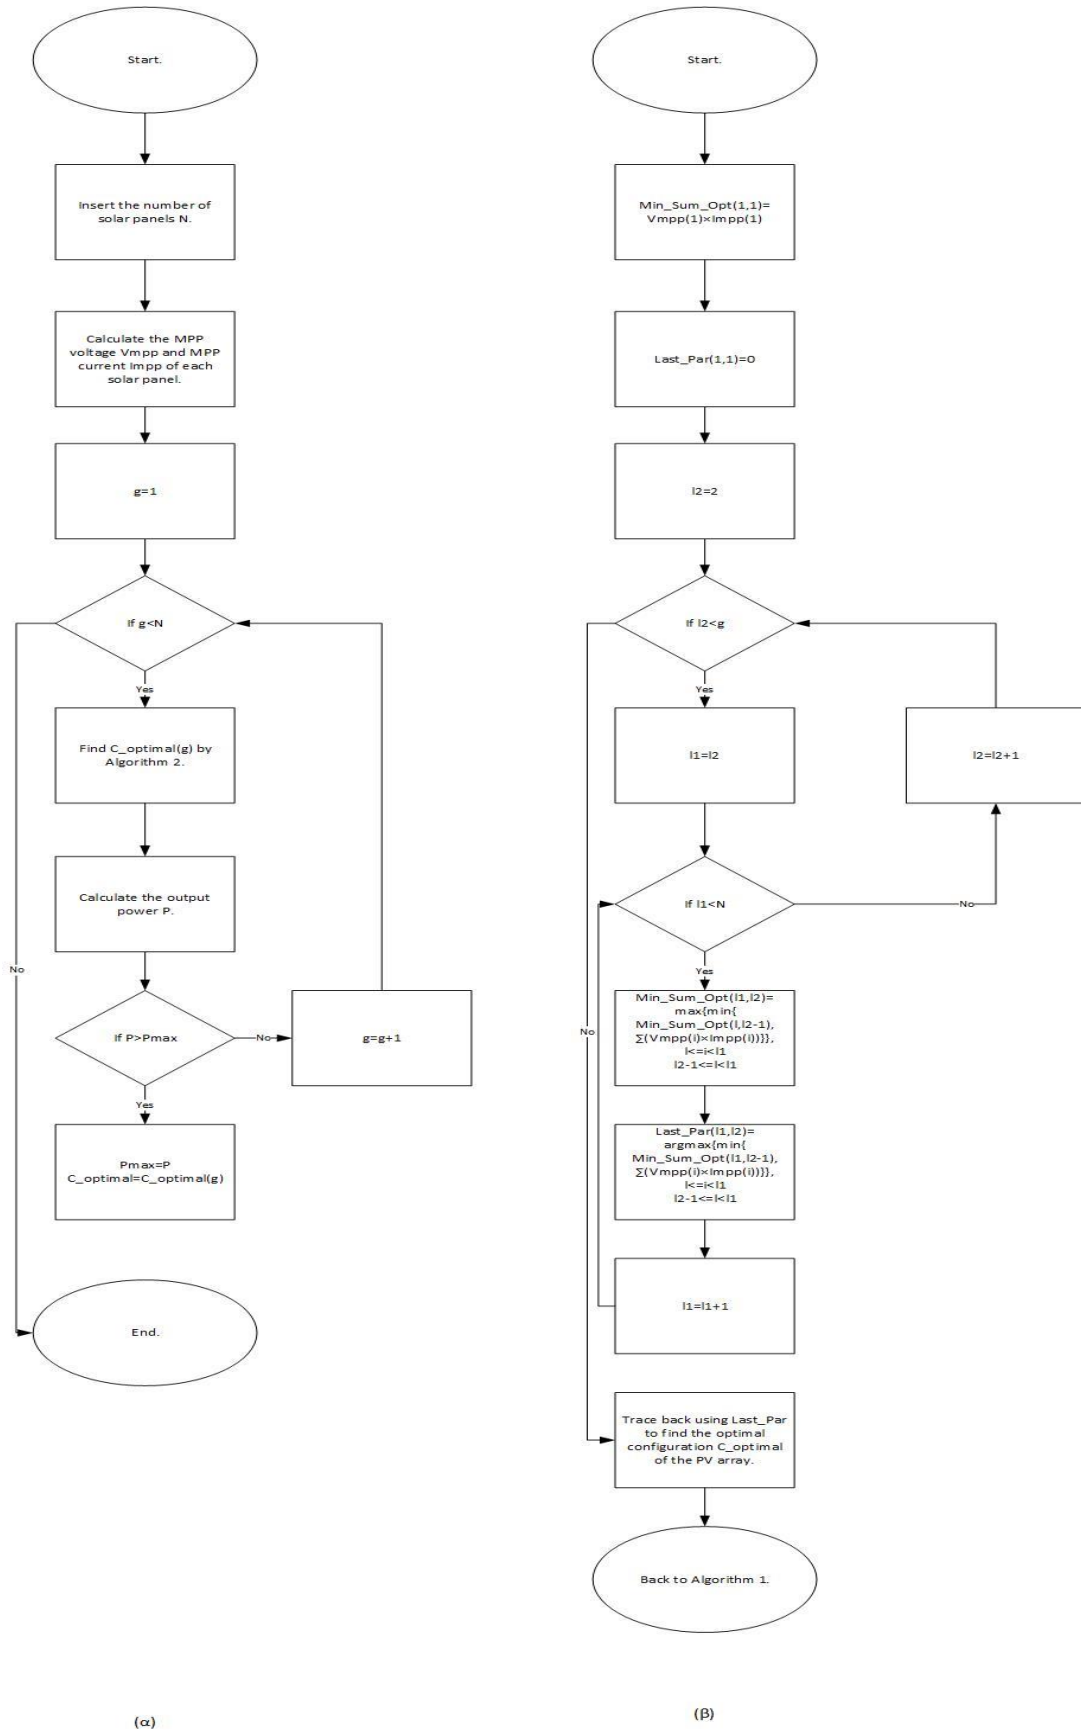 Start.
Insert the number of
solar panels N.
Calculate the MPP
voltage Vmpp and MPP
current Impp of each
solar panel.
g=1
If g<N
Yes
Find C_optimal(g) by
Algorithm 2.
Calculate the output
power P.
No
If P>Pmax
No
g=g+1
Yes
Pmax=P
C_optimal=C_optimal(g)
End.
(α)
Start.
Min_Sum_Opt(1,1)=
Vmpp(1)×Impp(1)
Last_Par(1,1)=0
l2=2
If l2<g
Yes
l1=l2
l2=l2+1
If l1<N
No
Yes
No
Min_Sum_Opt(l1,l2)=
max{min{
Min_Sum_Opt(l,l2-1),
∑(Vmpp(i)×Impp(i))}},
l<=i<l1
l2-1<=l<l1
Last_Par(l1,l2)=
argmax{min{
Min_Sum_Opt(l1,l2-1),
∑(Vmpp(i)×Impp(i))}},
l<=i<l1
l2-1<=l<l1
l1=l1+1
Trace back using Last_Par
to find the optimal
configuration C_optimal
of the PV array.
Back to Algorithm 1.
(β)